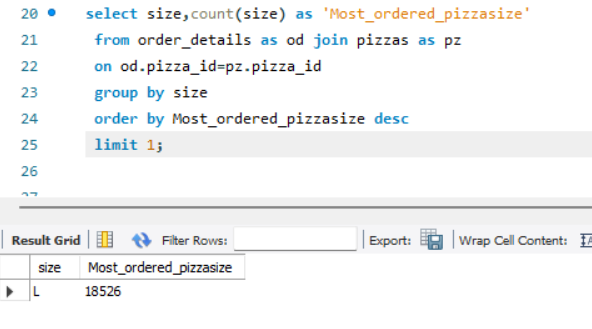 20 select size,count(size) as 'Most_ordered_pizzasize'
21 from order_details as od join pizzas as pz
22 on od.pizza_id=pz.pizza_id
23 group by size
24 order by Most_ordered_pizzasize desc
25 limit 1;
26
27
Result Grid Filter Rows: Export: Wrap Cell Content:
size Most_ordered_pizzasize
L 18526